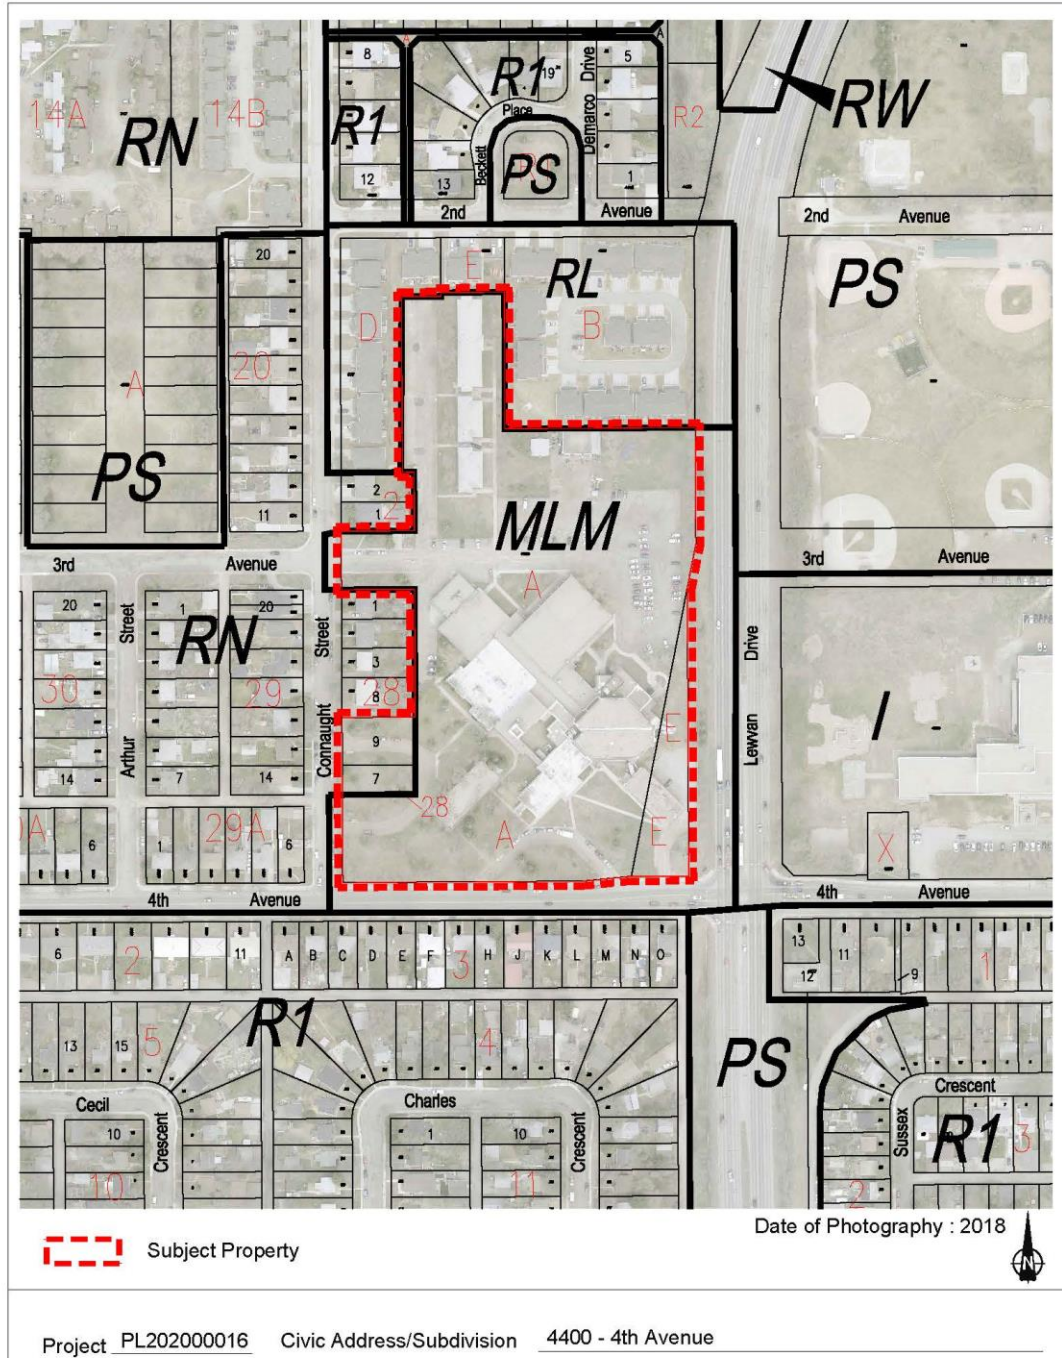 A
A
8
R1
19
Drive
5
RW
14A
RN
14B
R1
Place
Demarco
R2
12
13
Beckett
PS
1
2nd
Avenue
2nd
Avenue
20
E
RL
PS
D
B
A
20
PS
2
2
11
1
MLM
3rd
Avenue
3rd
Avenue
A
20
Street
1
20
Street
1
RN
Drive
30
29
3
28
8
I
Arthur
Connaught
E
Lewvan
9
14
7
14
7
28
0A
6
1
29A
6
A
E
X
4th
Avenue
4th
Avenue
6
2
11
A
B
C
D
E
F
3
H
J
K
L
M
N
O
13
11
9
1
12
R1
13
15
5
4
PS
Cecil
Charles
Crescent
10
Crescent
1
10
Crescent
Sussex
R1
3
10
11
2
Subject Property
Date of Photography : 2018
N
Project PL202000016 Civic Address/Subdivision 4400 - 4th Avenue